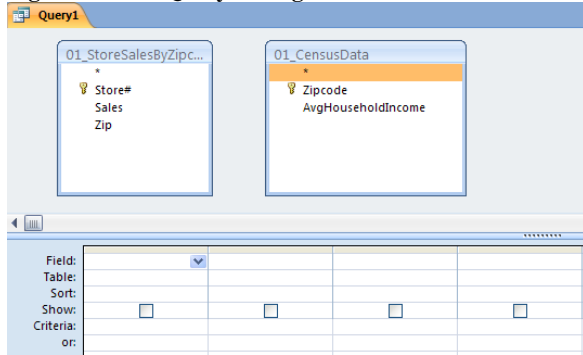 Query1
01_StoreSalesByZipc...
*
Store#
Sales
Zip
01_CensusData
*
Zipcode
AvgHouseholdIncome
Field:
Table:
Sort:
Show:
Criteria:
or: